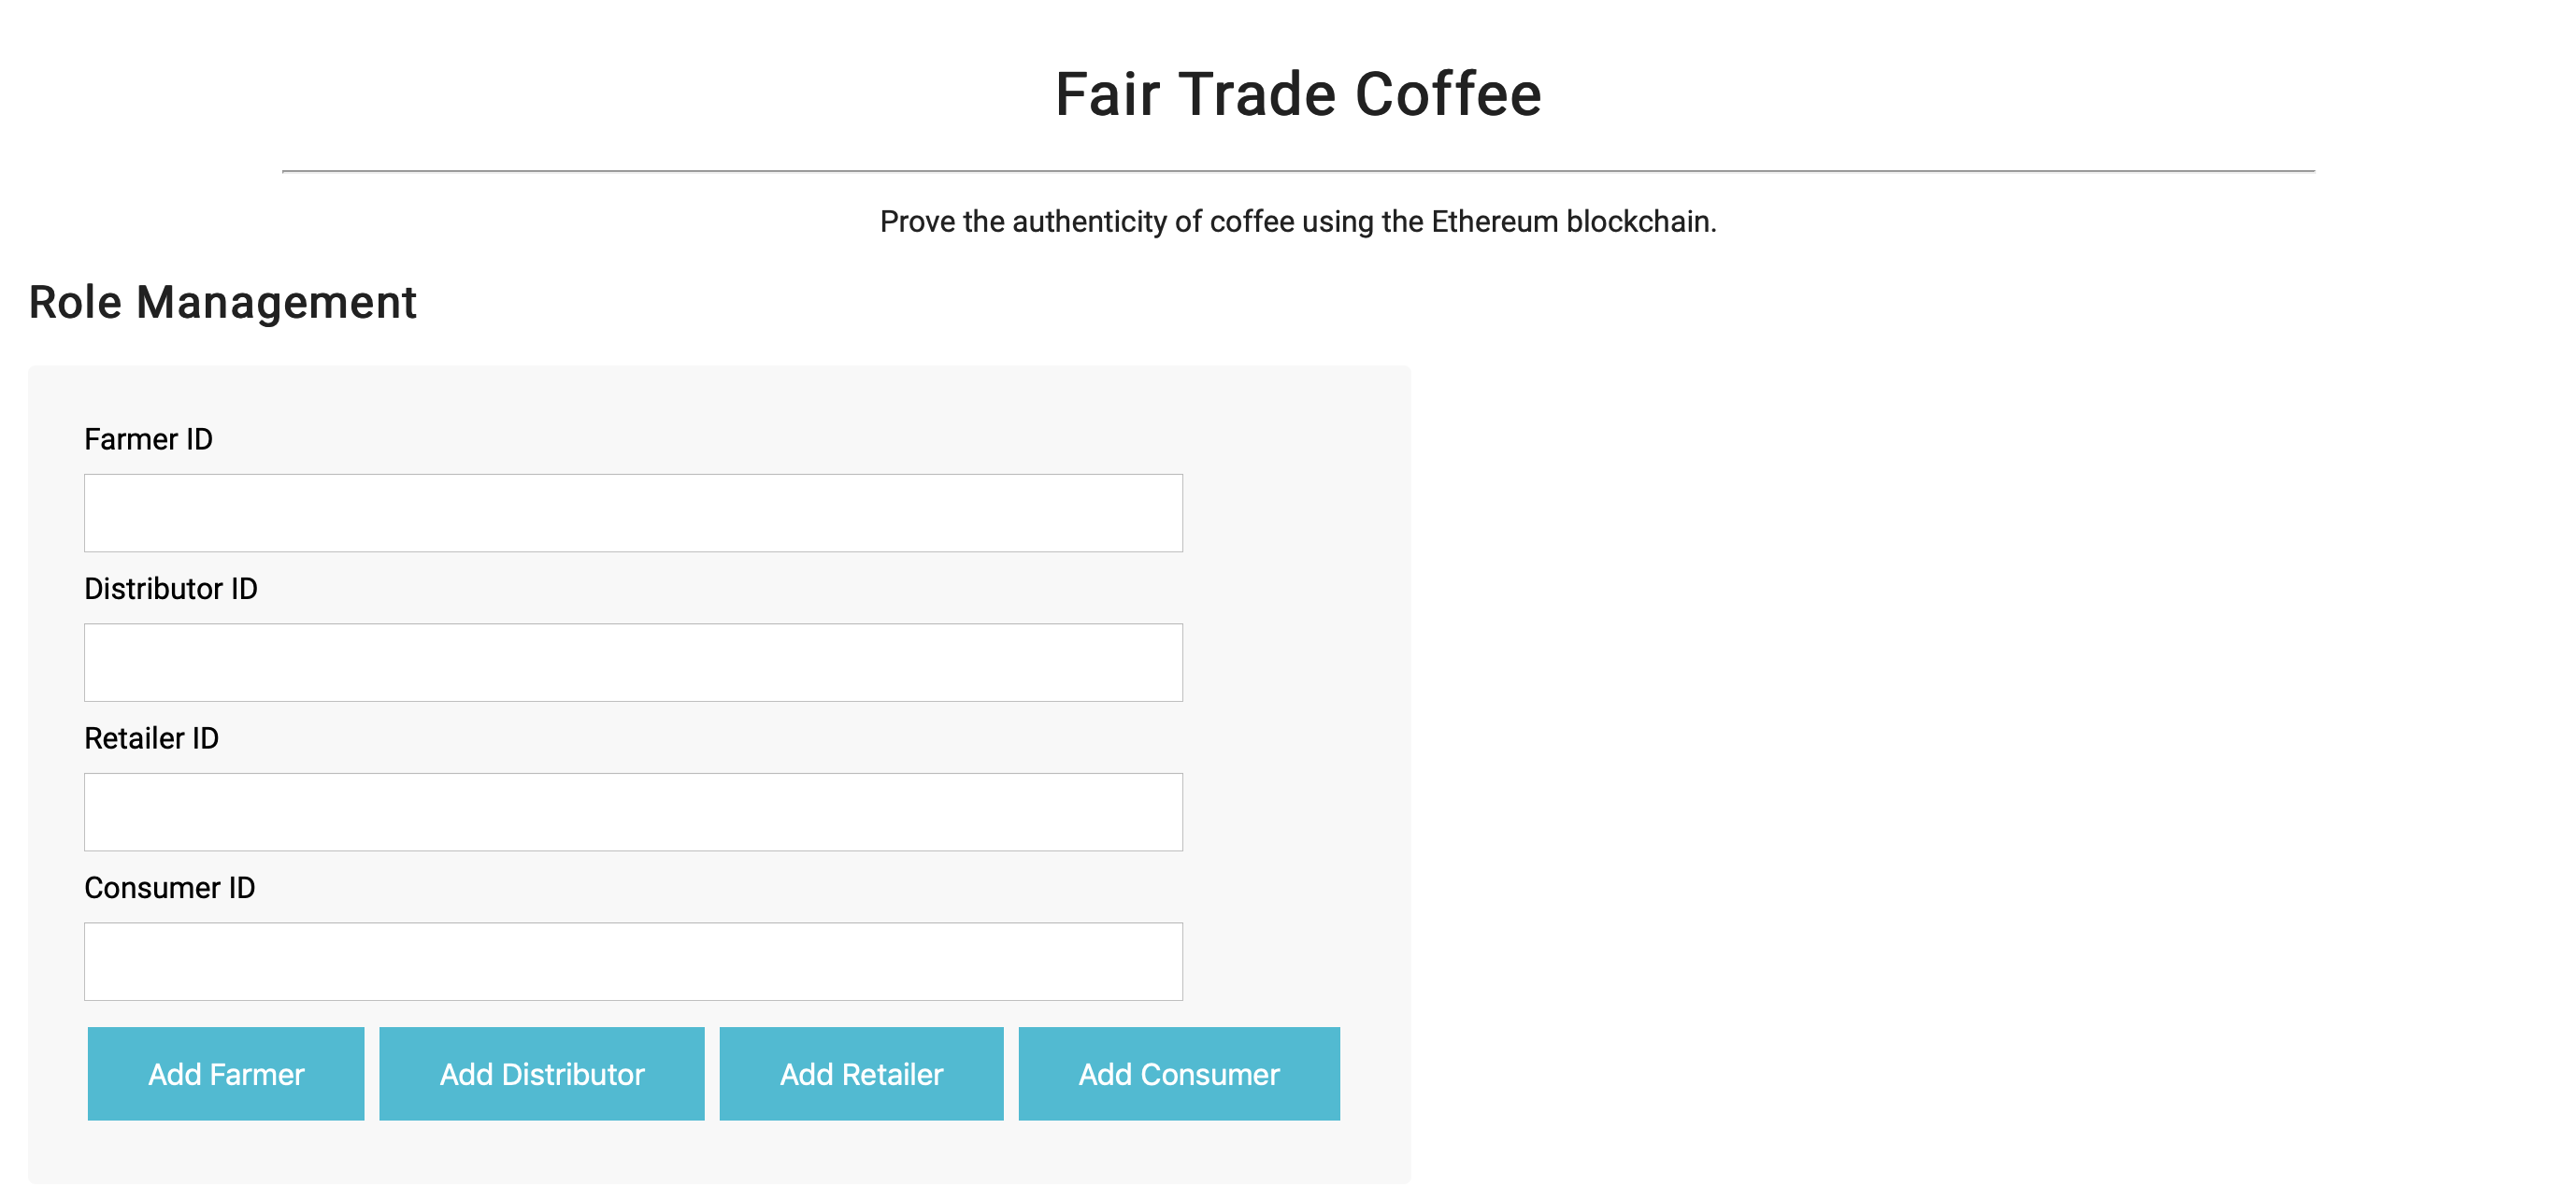 Fair Trade Coffee
Prove the authenticity of coffee using the Ethereum blockchain.
Role Management
Farmer ID
Distributor ID
Retailer ID
Consumer ID
Add Farmer Add Distributor Add Retailer Add Consumer